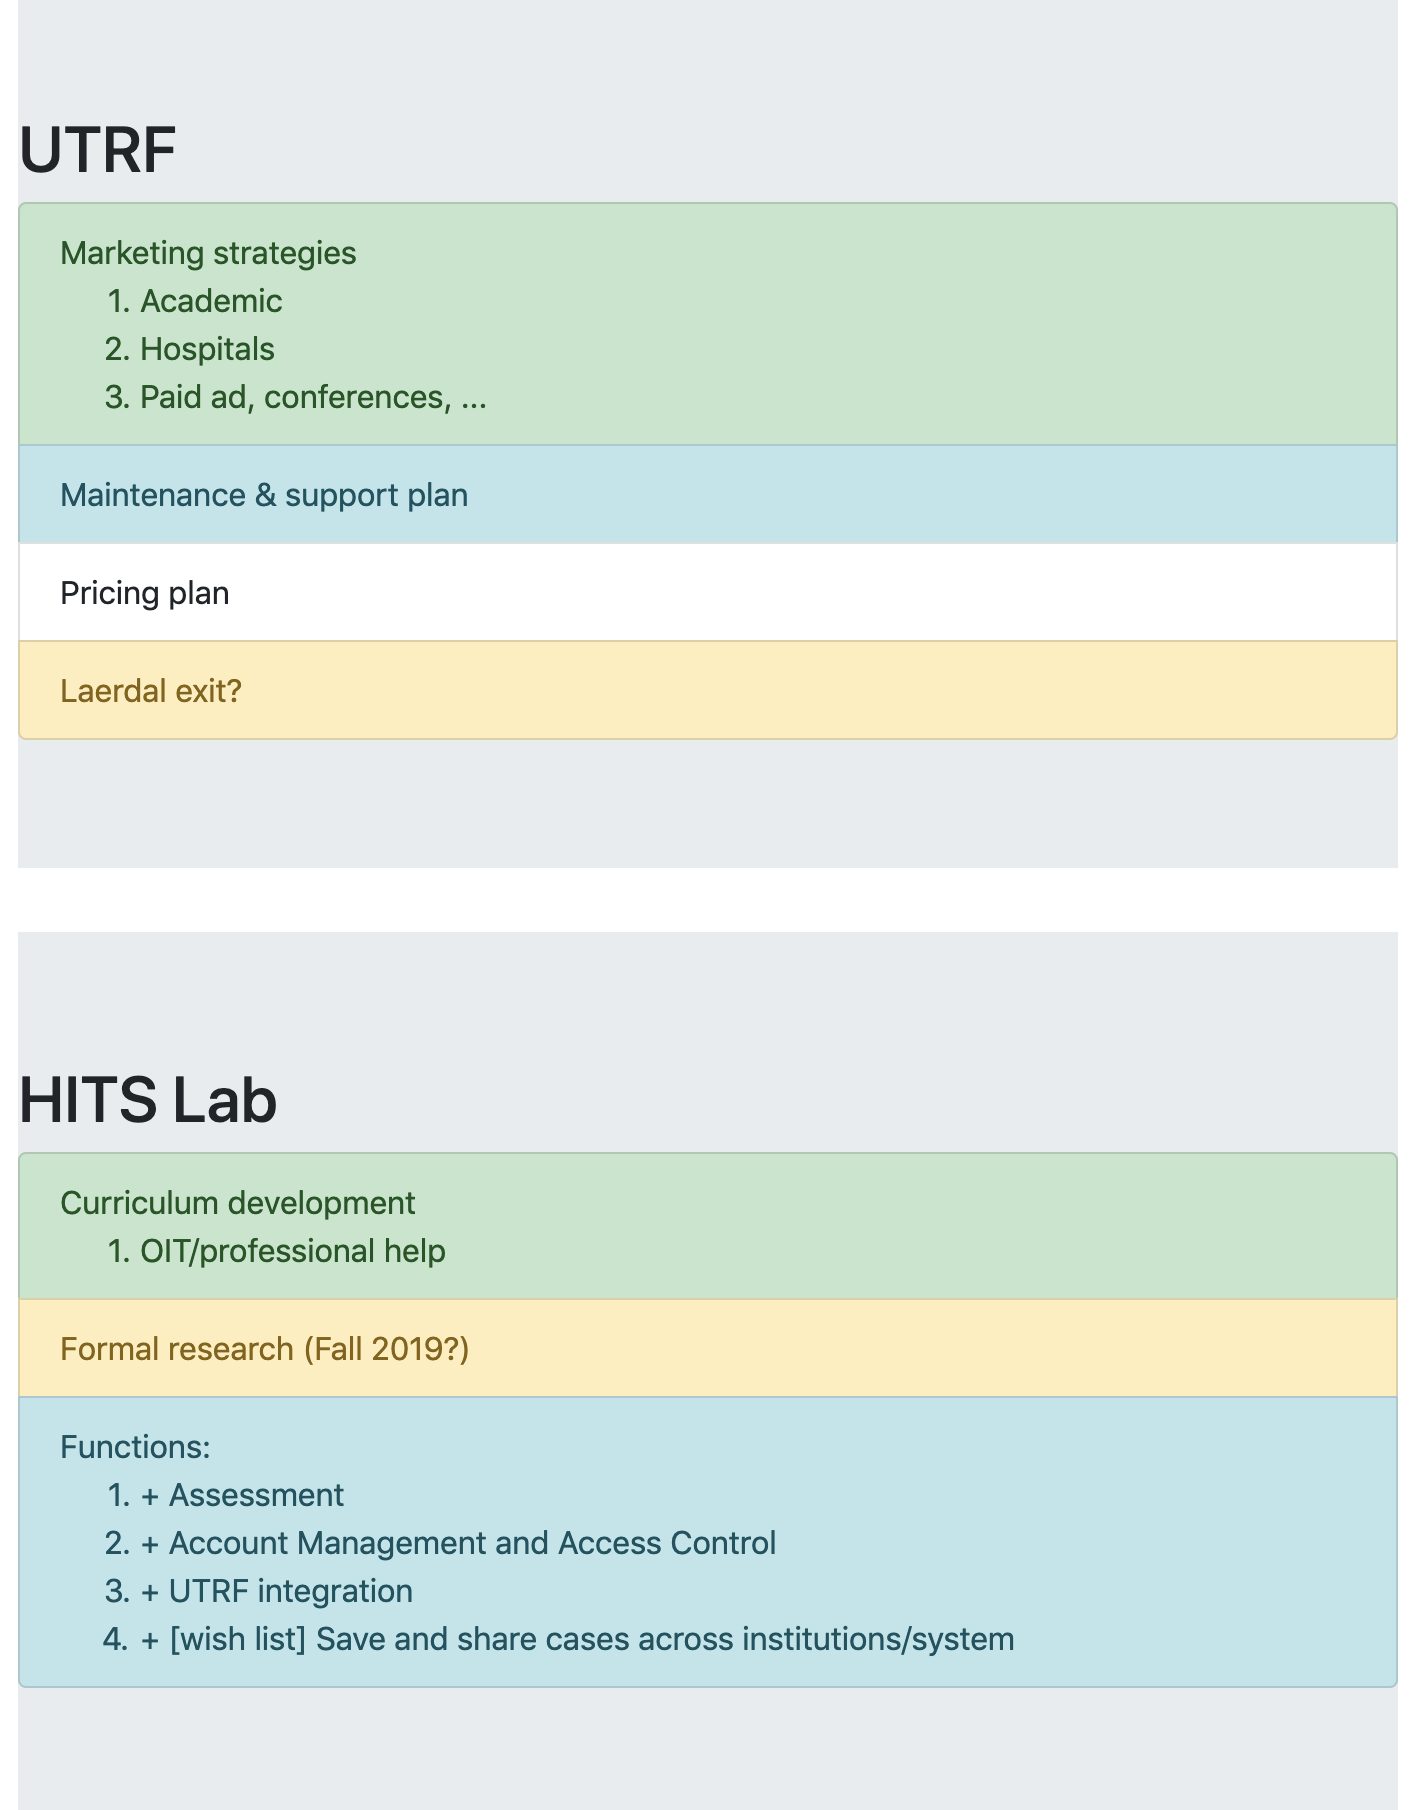 UTRF
Marketing strategies
1. Academic
2. Hospitals
3. Paid ad, conferences, ...
Maintenance & support plan
Pricing plan
Laerdal exit?
HITS Lab
Curriculum development
1. OIT/professional help
Formal research (Fall 2019?)
Functions:
1. + Assessment
2. + Account Management and Access Control
3. + UTRF integration
4. + [wish list] Save and share cases across institutions/system